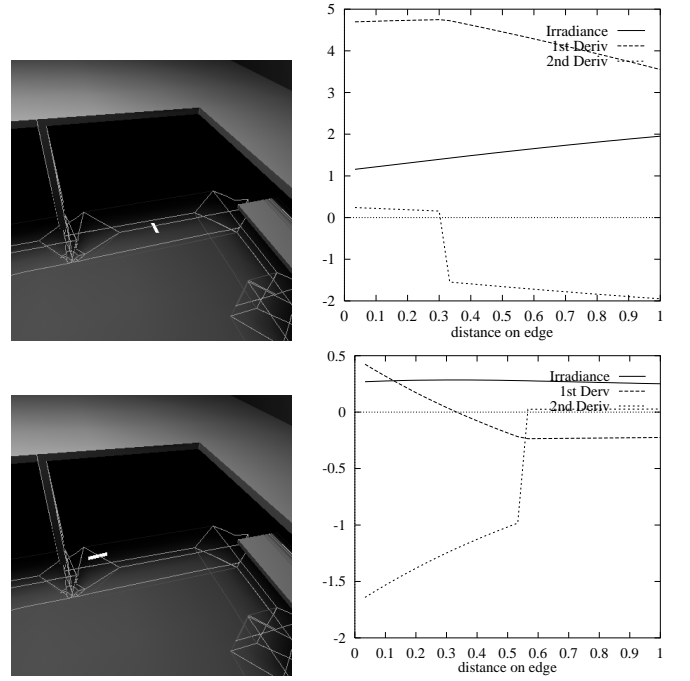 5
4
3
2
1
0
-1
-2
Irradiance
1st Deriv
2nd Deriv
0 0.1 0.2 0.3 0.4 0.5 0.6 0.7 0.8 0.9 1
distance on edge
0.5
0
-0.5
-1
-1.5
-2
Irradiance
1st Derv
2nd Deriv
0 0.1 0.2 0.3 0.4 0.5 0.6 0.7 0.8 0.9 1
distance on edge